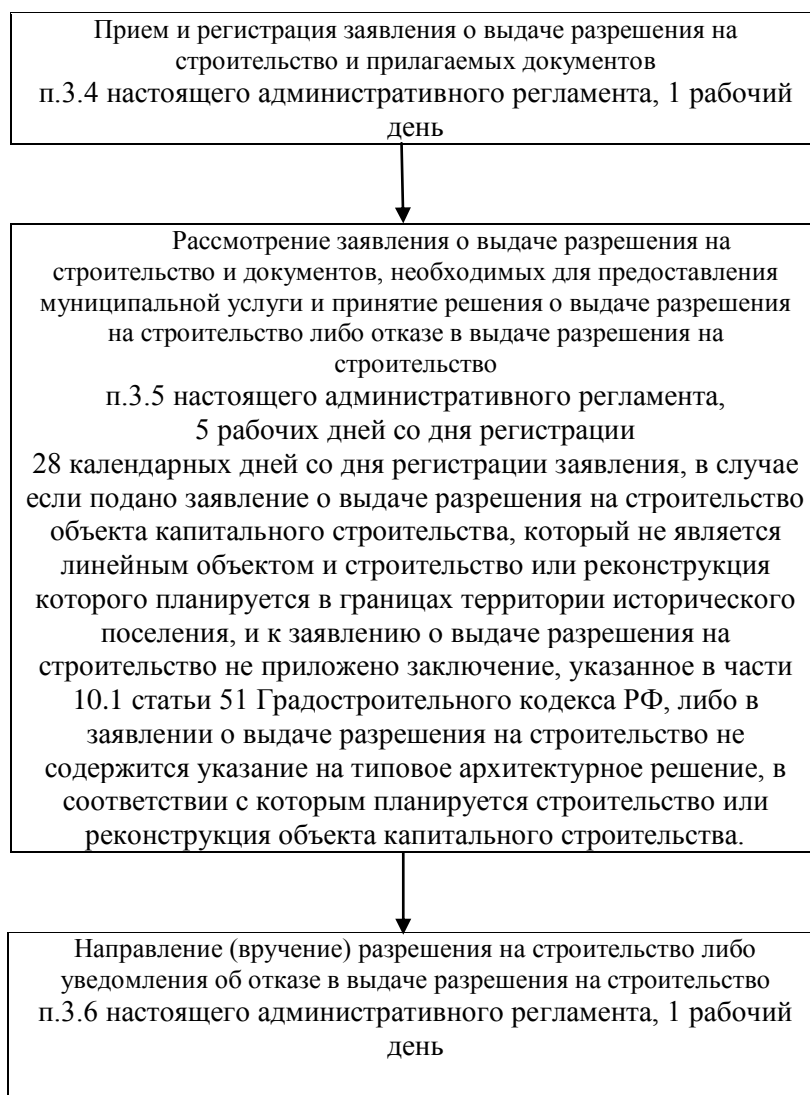 Прием и регистрация заявления о выдаче разрешения на
строительство и прилагаемых документов
п.3.4 настоящего административного регламента, 1 рабочий
день
Рассмотрение заявления о выдаче разрешения на
строительство и документов, необходимых для предоставления
муниципальной услуги и принятие решения о выдаче разрешения
на строительство либо отказе в выдаче разрешения на
строительство
п.3.5 настоящего административного регламента,
5 рабочих дней со дня регистрации
28 календарных дней со дня регистрации заявления, в случае
если подано заявление о выдаче разрешения на строительство
объекта капитального строительства, который не является
линейным объектом и строительство или реконструкция
которого планируется в границах территории исторического
поселения, и к заявлению о выдаче разрешения на
строительство не приложено заключение, указанное в части
10.1 статьи 51 Градостроительного кодекса РФ, либо в
заявлении о выдаче разрешения на строительство не
содержится указание на типовое архитектурное решение, в
соответствии с которым планируется строительство или
реконструкция объекта капитального строительства.
Направление (вручение) разрешения на строительство либо
уведомления об отказе в выдаче разрешения на строительство
п.3.6 настоящего административного регламента, 1 рабочий
день